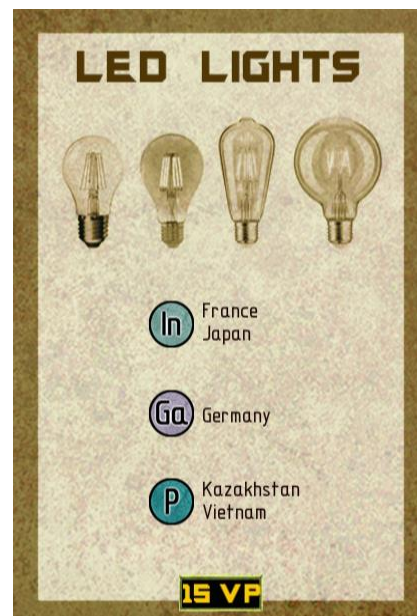 LED LIGHTS
In
France
Japan
Ga
Germany
P
Kazakhstan
Vietnam
15 VP